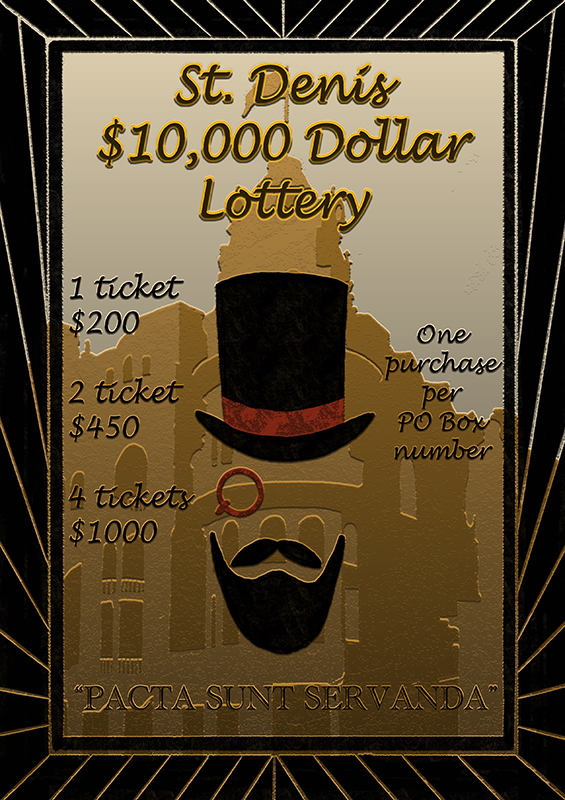 St. Denis
$10,000 Dollar
Lottery
1 ticket
$200
2 ticket
$450
4 tickets
$1000
One
purchase
per
PO Box
number
“PACTA SUNT SERVANDA”